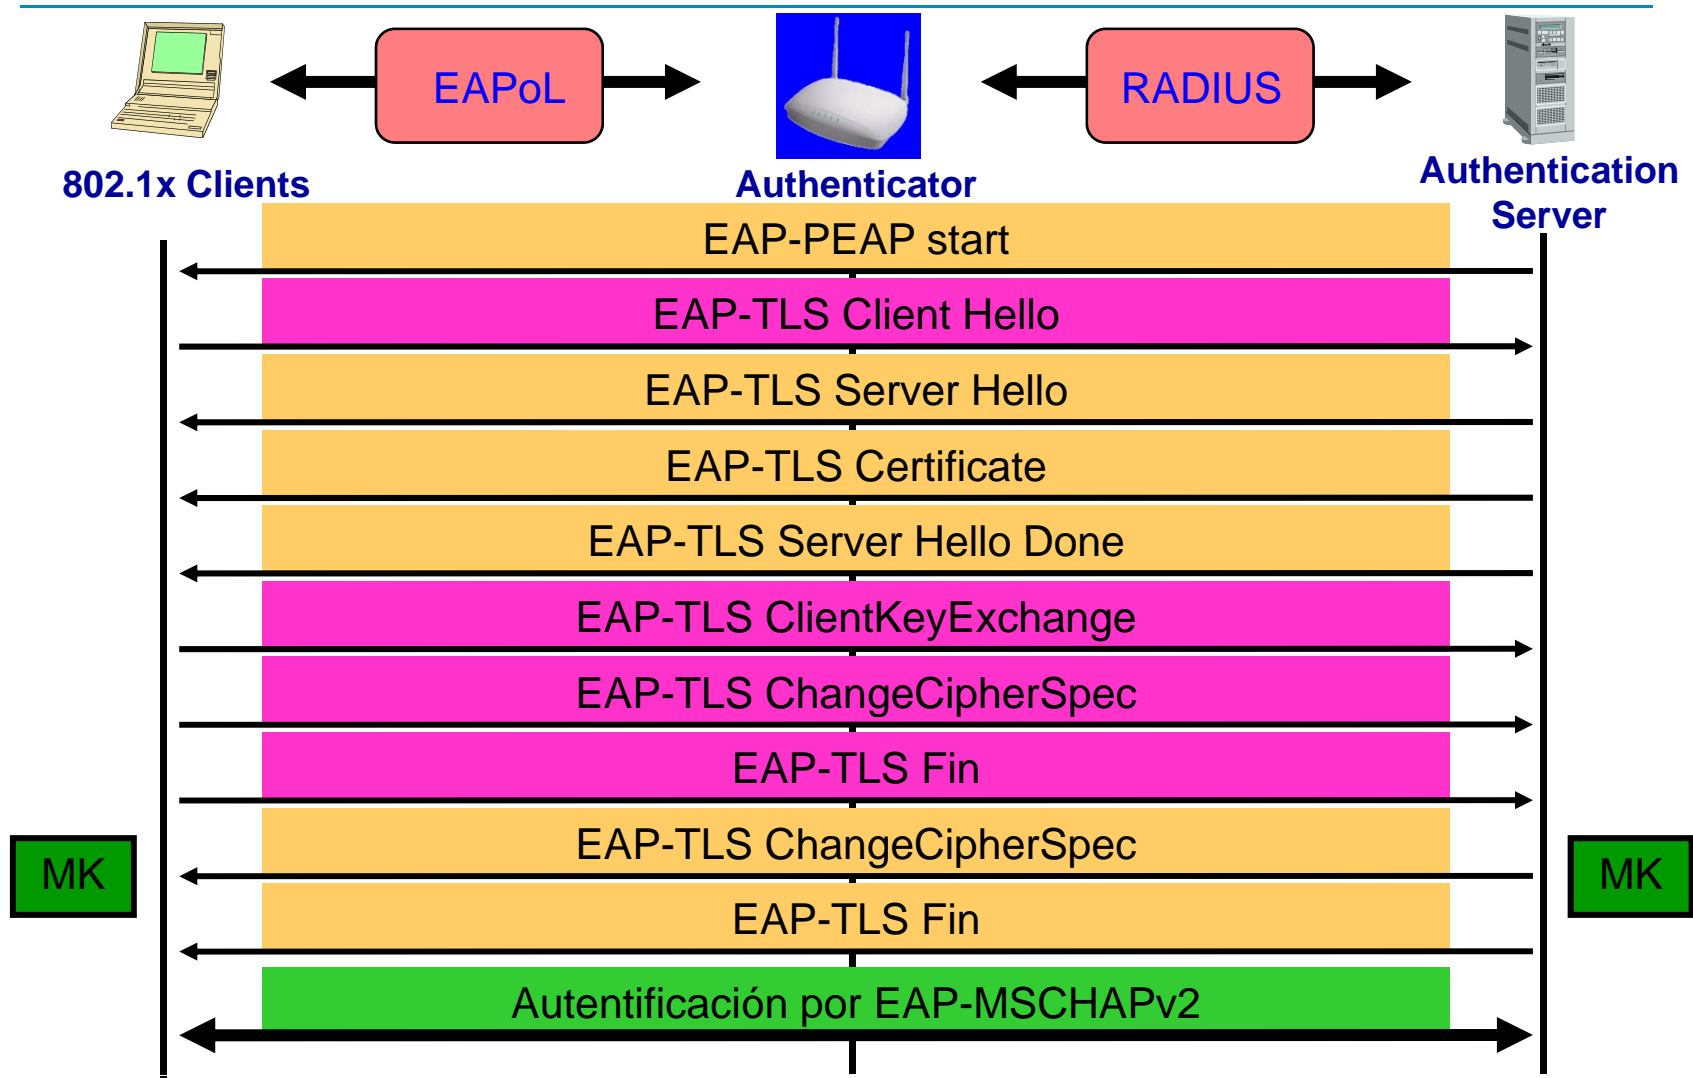 EAPoL
RADIUS
802.1x Clients
Authenticator
Authentication
Server
EAP-PEAP start
EAP-TLS Client Hello
EAP-TLS Server Hello
EAP-TLS Certificate
EAP-TLS Server Hello Done
EAP-TLS ClientKeyExchange
EAP-TLS ChangeCipherSpec
EAP-TLS Fin
EAP-TLS ChangeCipherSpec
MK
MK
EAP-TLS Fin
Autentificación por EAP-MSCHAPv2